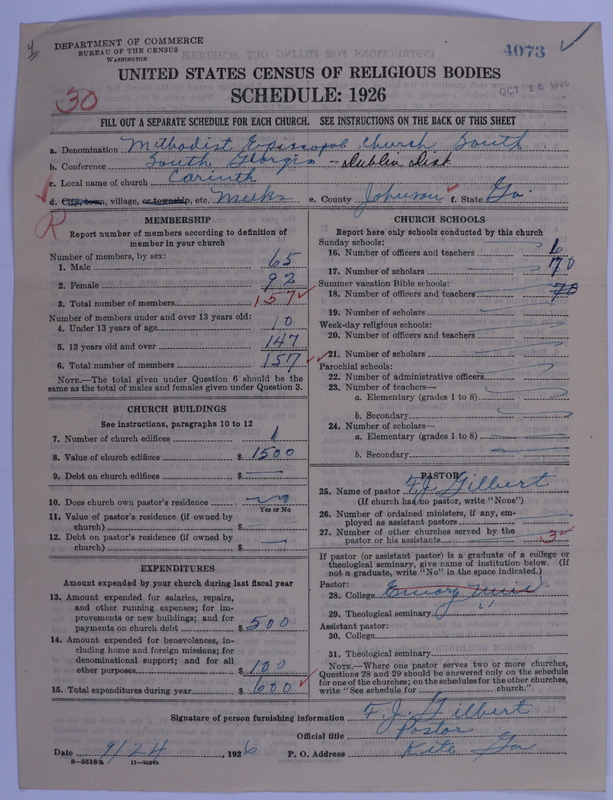 DEPARTMENT OF COMMERCE
BUREAU OF THE CENSUS
WASHINGTON
4073
UNITED STATES CENSUS OF RELIGIOUS BODIES
OCT 26 1926
30
SCHEDULE: 1926
FILL OUT A SEPARATE SCHEDULE FOR EACH CHURCH. SEE INSTRUCTIONS ON THE BACK OF THIS SHEET
a. Denomination Methodist Episcopal Church, South
b. Conference South Georgia - Dublin Dist
c. Local name of church Corinth
d. City, town, village, or township, etc. Meeks e. County Johnson f. State Ga.
R
MEMBERSHIP
Report number of members according to definition of member in your church
Number of members, by sex:
1. Male 65
2. Female 92
3. Total number of members 157
Number of members under and over 13 years old:
4. Under 13 years of age 10
5. 13 years old and over 147
6. Total number of members 157
NOTE.—The total given under Question 6 should be the
same as the total of males and females given under Question 3.
CHURCH BUILDINGS
See instructions, paragraphs 10 to 12
7. Number of church edifices 1
8. Value of church edifices $ 1500
9. Debt on church edifices $
10. Does church own pastor's residence no
Yes or No
11. Value of pastor's residence (if owned by
church) $
12. Debt on pastor's residence (if owned by
church) $
EXPENDITURES
Amount expended by your church during last fiscal year
13. Amount expended for salaries, repairs,
and other running expenses; for im-
provements or new buildings; and for
payments on church debt $ 500
14. Amount expended for benevolences, in-
cluding home and foreign missions; for
denominational support; and for all
other purposes $ 100
15. Total expenditures during year $ 600
CHURCH SCHOOLS
Report here only schools conducted by this church
Sunday schools:
16. Number of officers and teachers 6
17. Number of scholars 70
Summer vacation Bible schools:
18. Number of officers and teachers 70
19. Number of scholars
Week-day religious schools:
20. Number of officers and teachers
21. Number of scholars
Parochial schools:
22. Number of administrative officers
23. Number of teachers—
a. Elementary (grades 1 to 8)
b. Secondary
24. Number of scholars—
a. Elementary (grades 1 to 8)
b. Secondary
PASTOR
25. Name of pastor F. J. Gilbert
(If church has no pastor, write "None")
26. Number of ordained ministers, if any, em-
ployed as assistant pastors
27. Number of other churches served by the
pastor or his assistants 3
If pastor (or assistant pastor) is a graduate of a college or
theological seminary, give name of institution below. (If
not a graduate, write "No" in the space indicated.)
Pastor:
28. College Emory Univ
29. Theological seminary "
Assistant pastor:
30. College
31. Theological seminary
NOTE.—Where one pastor serves two or more churches,
Questions 28 and 29 should be answered only on the schedule
for one of the churches; on the schedules for the other churches,
write "See schedule for church."
Signature of person furnishing information F. J. Gilbert
Official title Pastor
Date 9/24, 1926 P. O. Address Kite Ga
8-5518 a 11-9024b